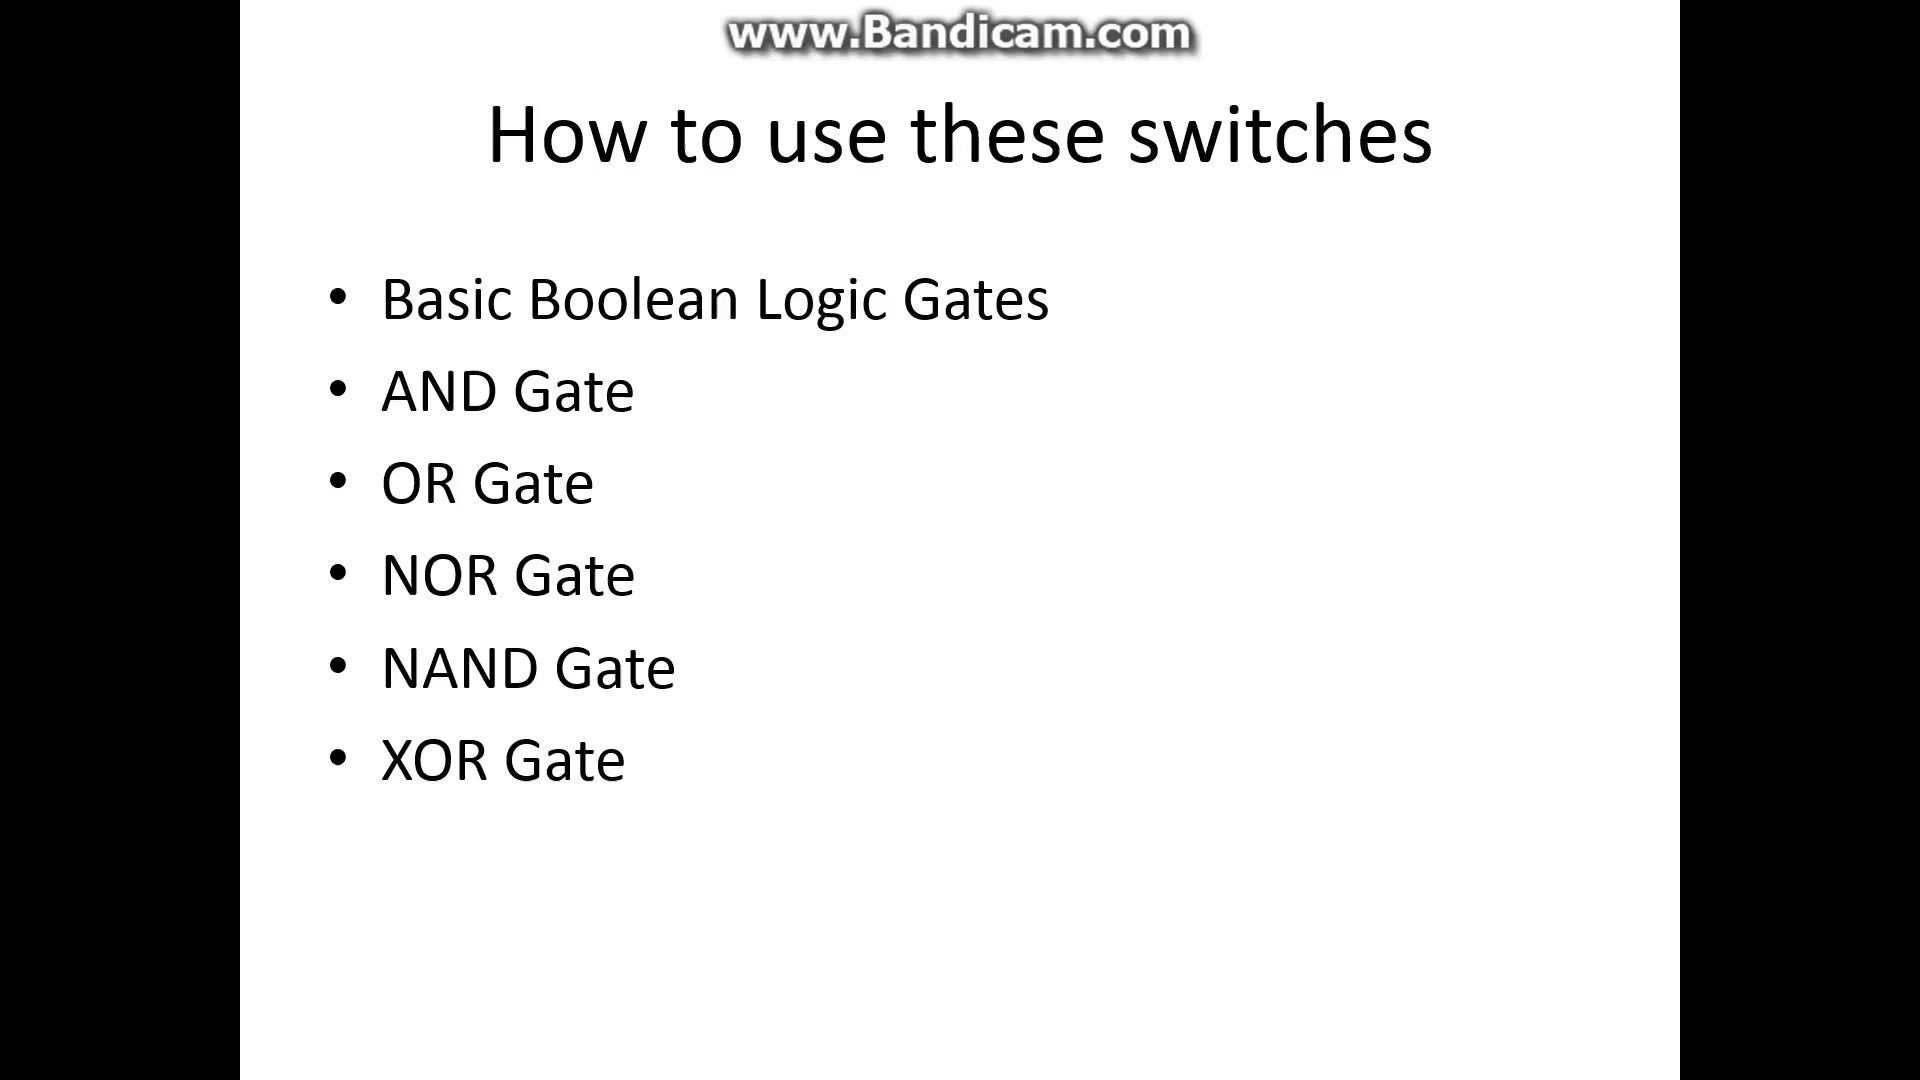 www.Bandicam.com
How to use these switches
• Basic Boolean Logic Gates
• AND Gate
• OR Gate
• NOR Gate
• NAND Gate
• XOR Gate